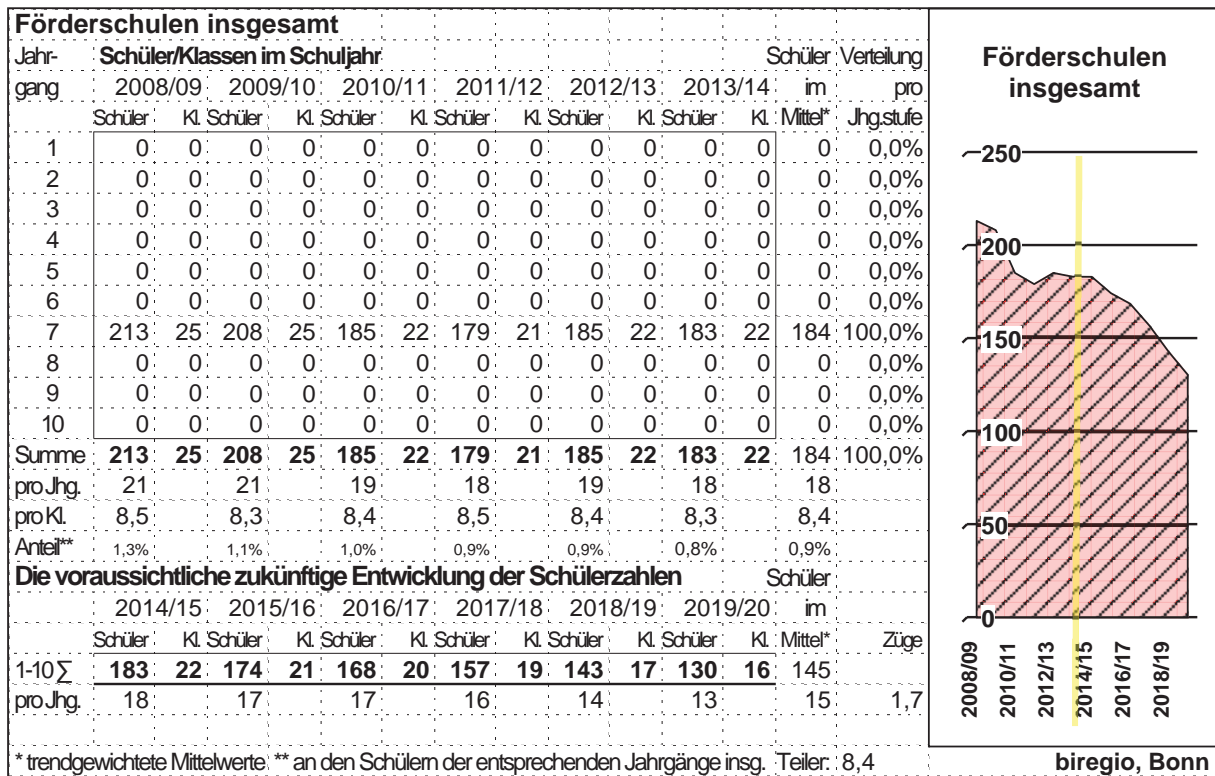 Förderschulen insgesamt
Jahr- Schüler/Klassen im Schuljahr Schüler Verteilung
gang 2008/09 2009/10 2010/11 2011/12 2012/13 2013/14 im pro
Schüler Kl. Schüler Kl. Schüler Kl. Schüler Kl. Schüler Kl. Schüler Kl. Mittel* Jhg.stufe
1 0 0 0 0 0 0 0 0 0 0 0 0 0 0,0%
2 0 0 0 0 0 0 0 0 0 0 0 0 0 0,0%
3 0 0 0 0 0 0 0 0 0 0 0 0 0 0,0%
4 0 0 0 0 0 0 0 0 0 0 0 0 0 0,0%
5 0 0 0 0 0 0 0 0 0 0 0 0 0 0,0%
6 0 0 0 0 0 0 0 0 0 0 0 0 0 0,0%
7 213 25 208 25 185 22 179 21 185 22 183 22 184 100,0%
8 0 0 0 0 0 0 0 0 0 0 0 0 0 0,0%
9 0 0 0 0 0 0 0 0 0 0 0 0 0 0,0%
10 0 0 0 0 0 0 0 0 0 0 0 0 0 0,0%
Summe 213 25 208 25 185 22 179 21 185 22 183 22 184 100,0%
pro Jhg. 21 21 19 18 19 18 18
pro Kl. 8,5 8,3 8,4 8,5 8,4 8,3 8,4
Anteil** 1,3% 1,1% 1,0% 0,9% 0,9% 0,8% 0,9%
Die voraussichtliche zukünftige Entwicklung der Schülerzahlen Schüler
2014/15 2015/16 2016/17 2017/18 2018/19 2019/20 im
Schüler Kl. Schüler Kl. Schüler Kl. Schüler Kl. Schüler Kl. Schüler Kl. Mittel* Züge
1-10 ∑ 183 22 174 21 168 20 157 19 143 17 130 16 145
pro Jhg. 18 17 17 16 14 13 15 1,7
* trendgewichtete Mittelwerte ** an den Schülern der entsprechenden Jahrgänge insg. Teiler: 8,4
Förderschulen
insgesamt
250
200
150
100
50
0
2008/09
2010/11
2012/13
2014/15
2016/17
2018/19
biregio, Bonn